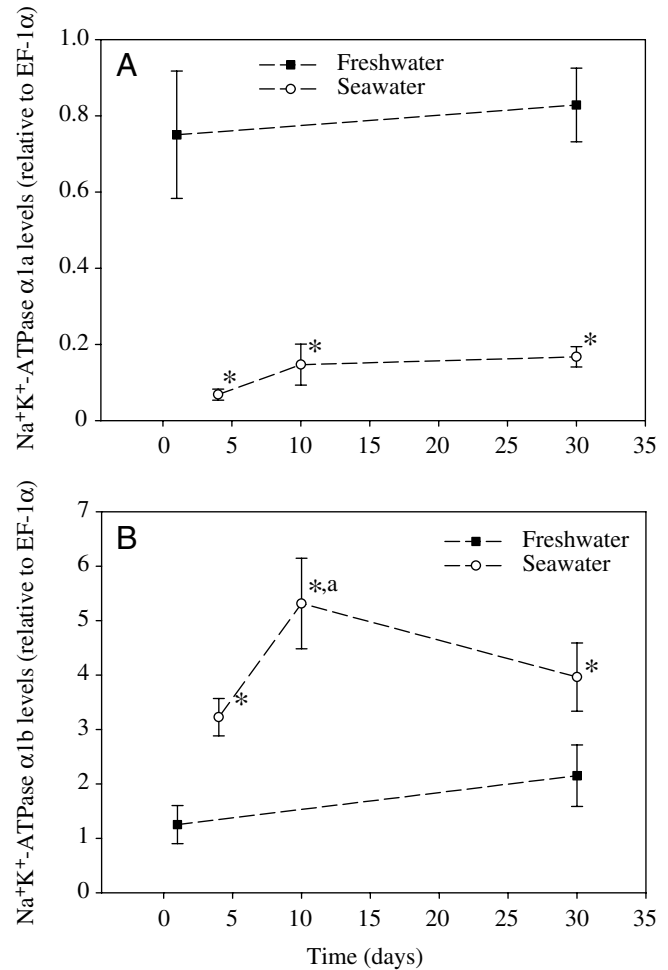 Na⁺K⁺-ATPase α1a levels (relative to EF-1α)
A
Freshwater
Seawater
1.0
0.8
0.6
0.4
0.2
0
*
*
*
0 5 10 15 20 25 30 35
Na⁺K⁺-ATPase α1b levels (relative to EF-1α)
B
Freshwater
Seawater
7
6
5
4
3
2
1
0
*
*,a
*
0 5 10 15 20 25 30 35
Time (days)